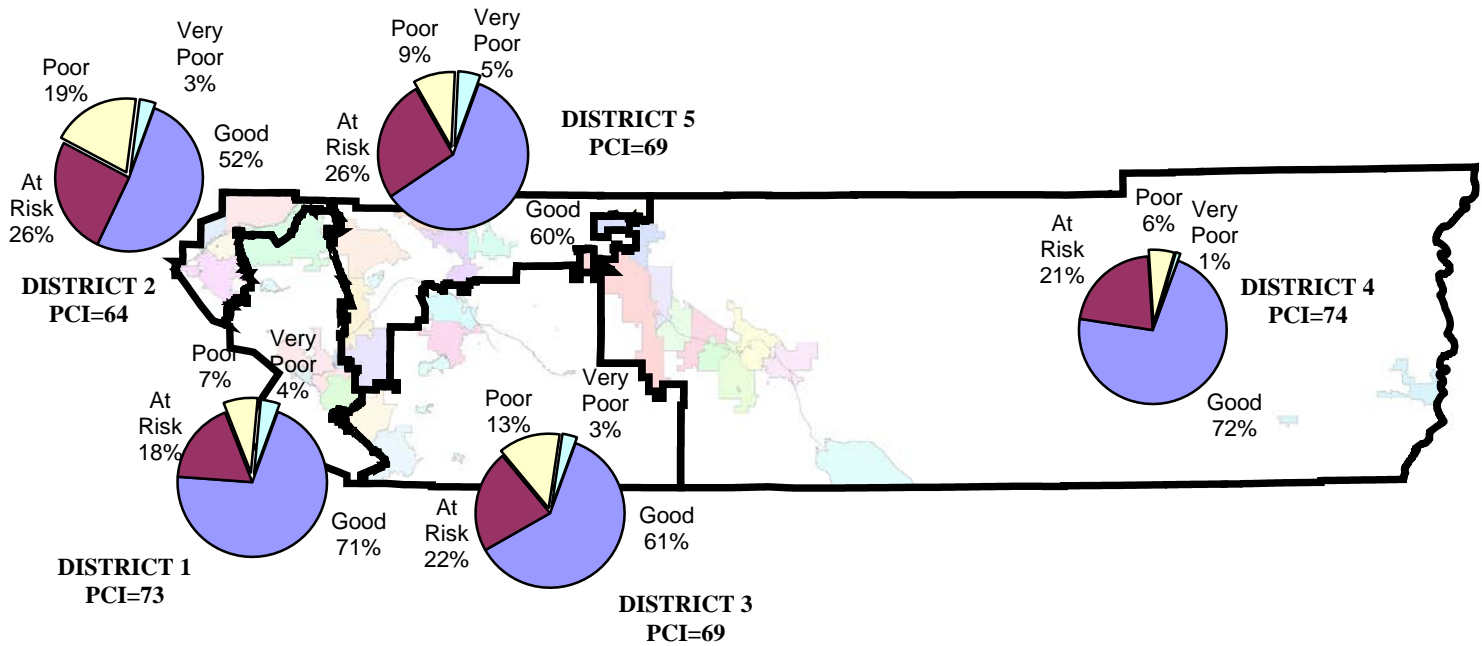 Poor
19%
Very
Poor
3%
Good
52%
At
Risk
26%
DISTRICT 2
PCI=64
Poor
9%
Very
Poor
5%
At
Risk
26%
Good
60%
DISTRICT 5
PCI=69
Poor
6%
Very
Poor
1%
At
Risk
21%
Good
72%
DISTRICT 4
PCI=74
Poor
7%
Very
Poor
4%
At
Risk
18%
Good
71%
DISTRICT 1
PCI=73
Poor
13%
Very
Poor
3%
At
Risk
22%
Good
61%
DISTRICT 3
PCI=69